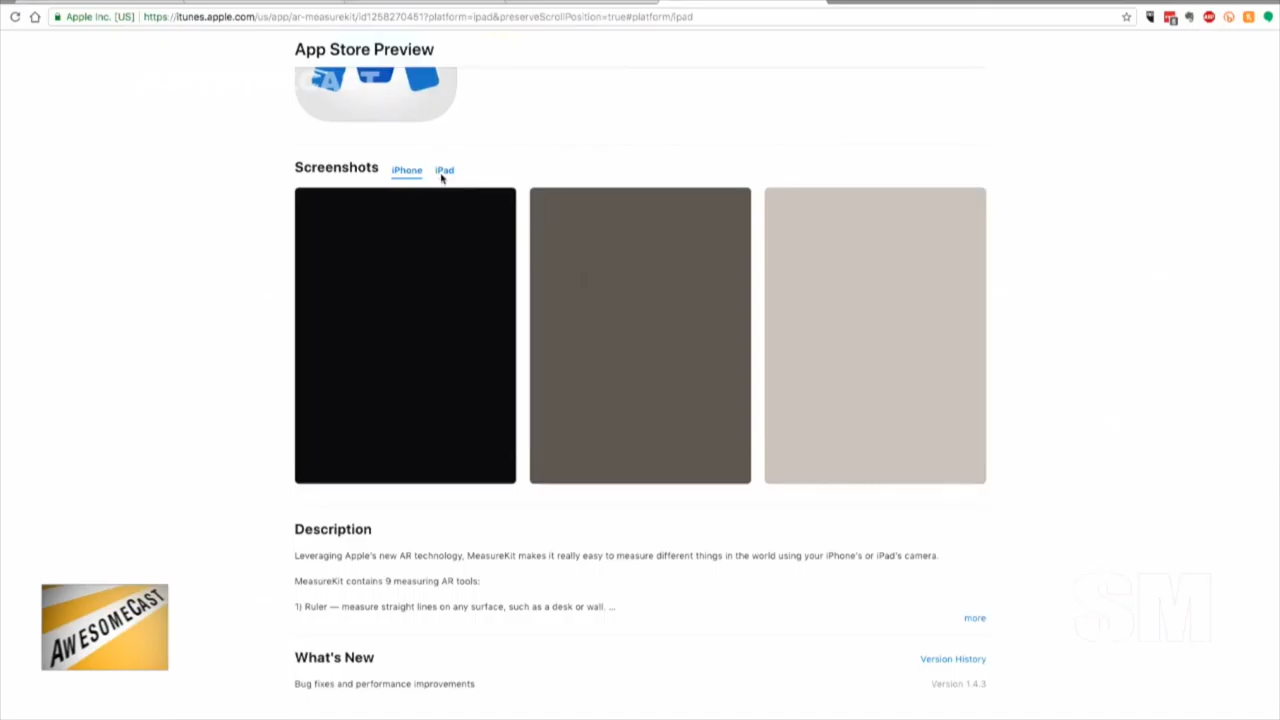 Apple Inc. [US] https://itunes.apple.com/us/app/ar-measurekit/id1258270451?platform=ipad&preserveScrollPosition=true#platform/ipad
App Store Preview
Screenshots iPhone iPad
Description
Leveraging Apple's new AR technology, MeasureKit makes it really easy to measure different things in the world using your iPhone's or iPad's camera.
MeasureKit contains 9 measuring AR tools:
1) Ruler — measure straight lines on any surface, such as a desk or wall. ...
more
AWESOMECAST
SM
What's New Version History
Bug fixes and performance improvements Version 1.4.3